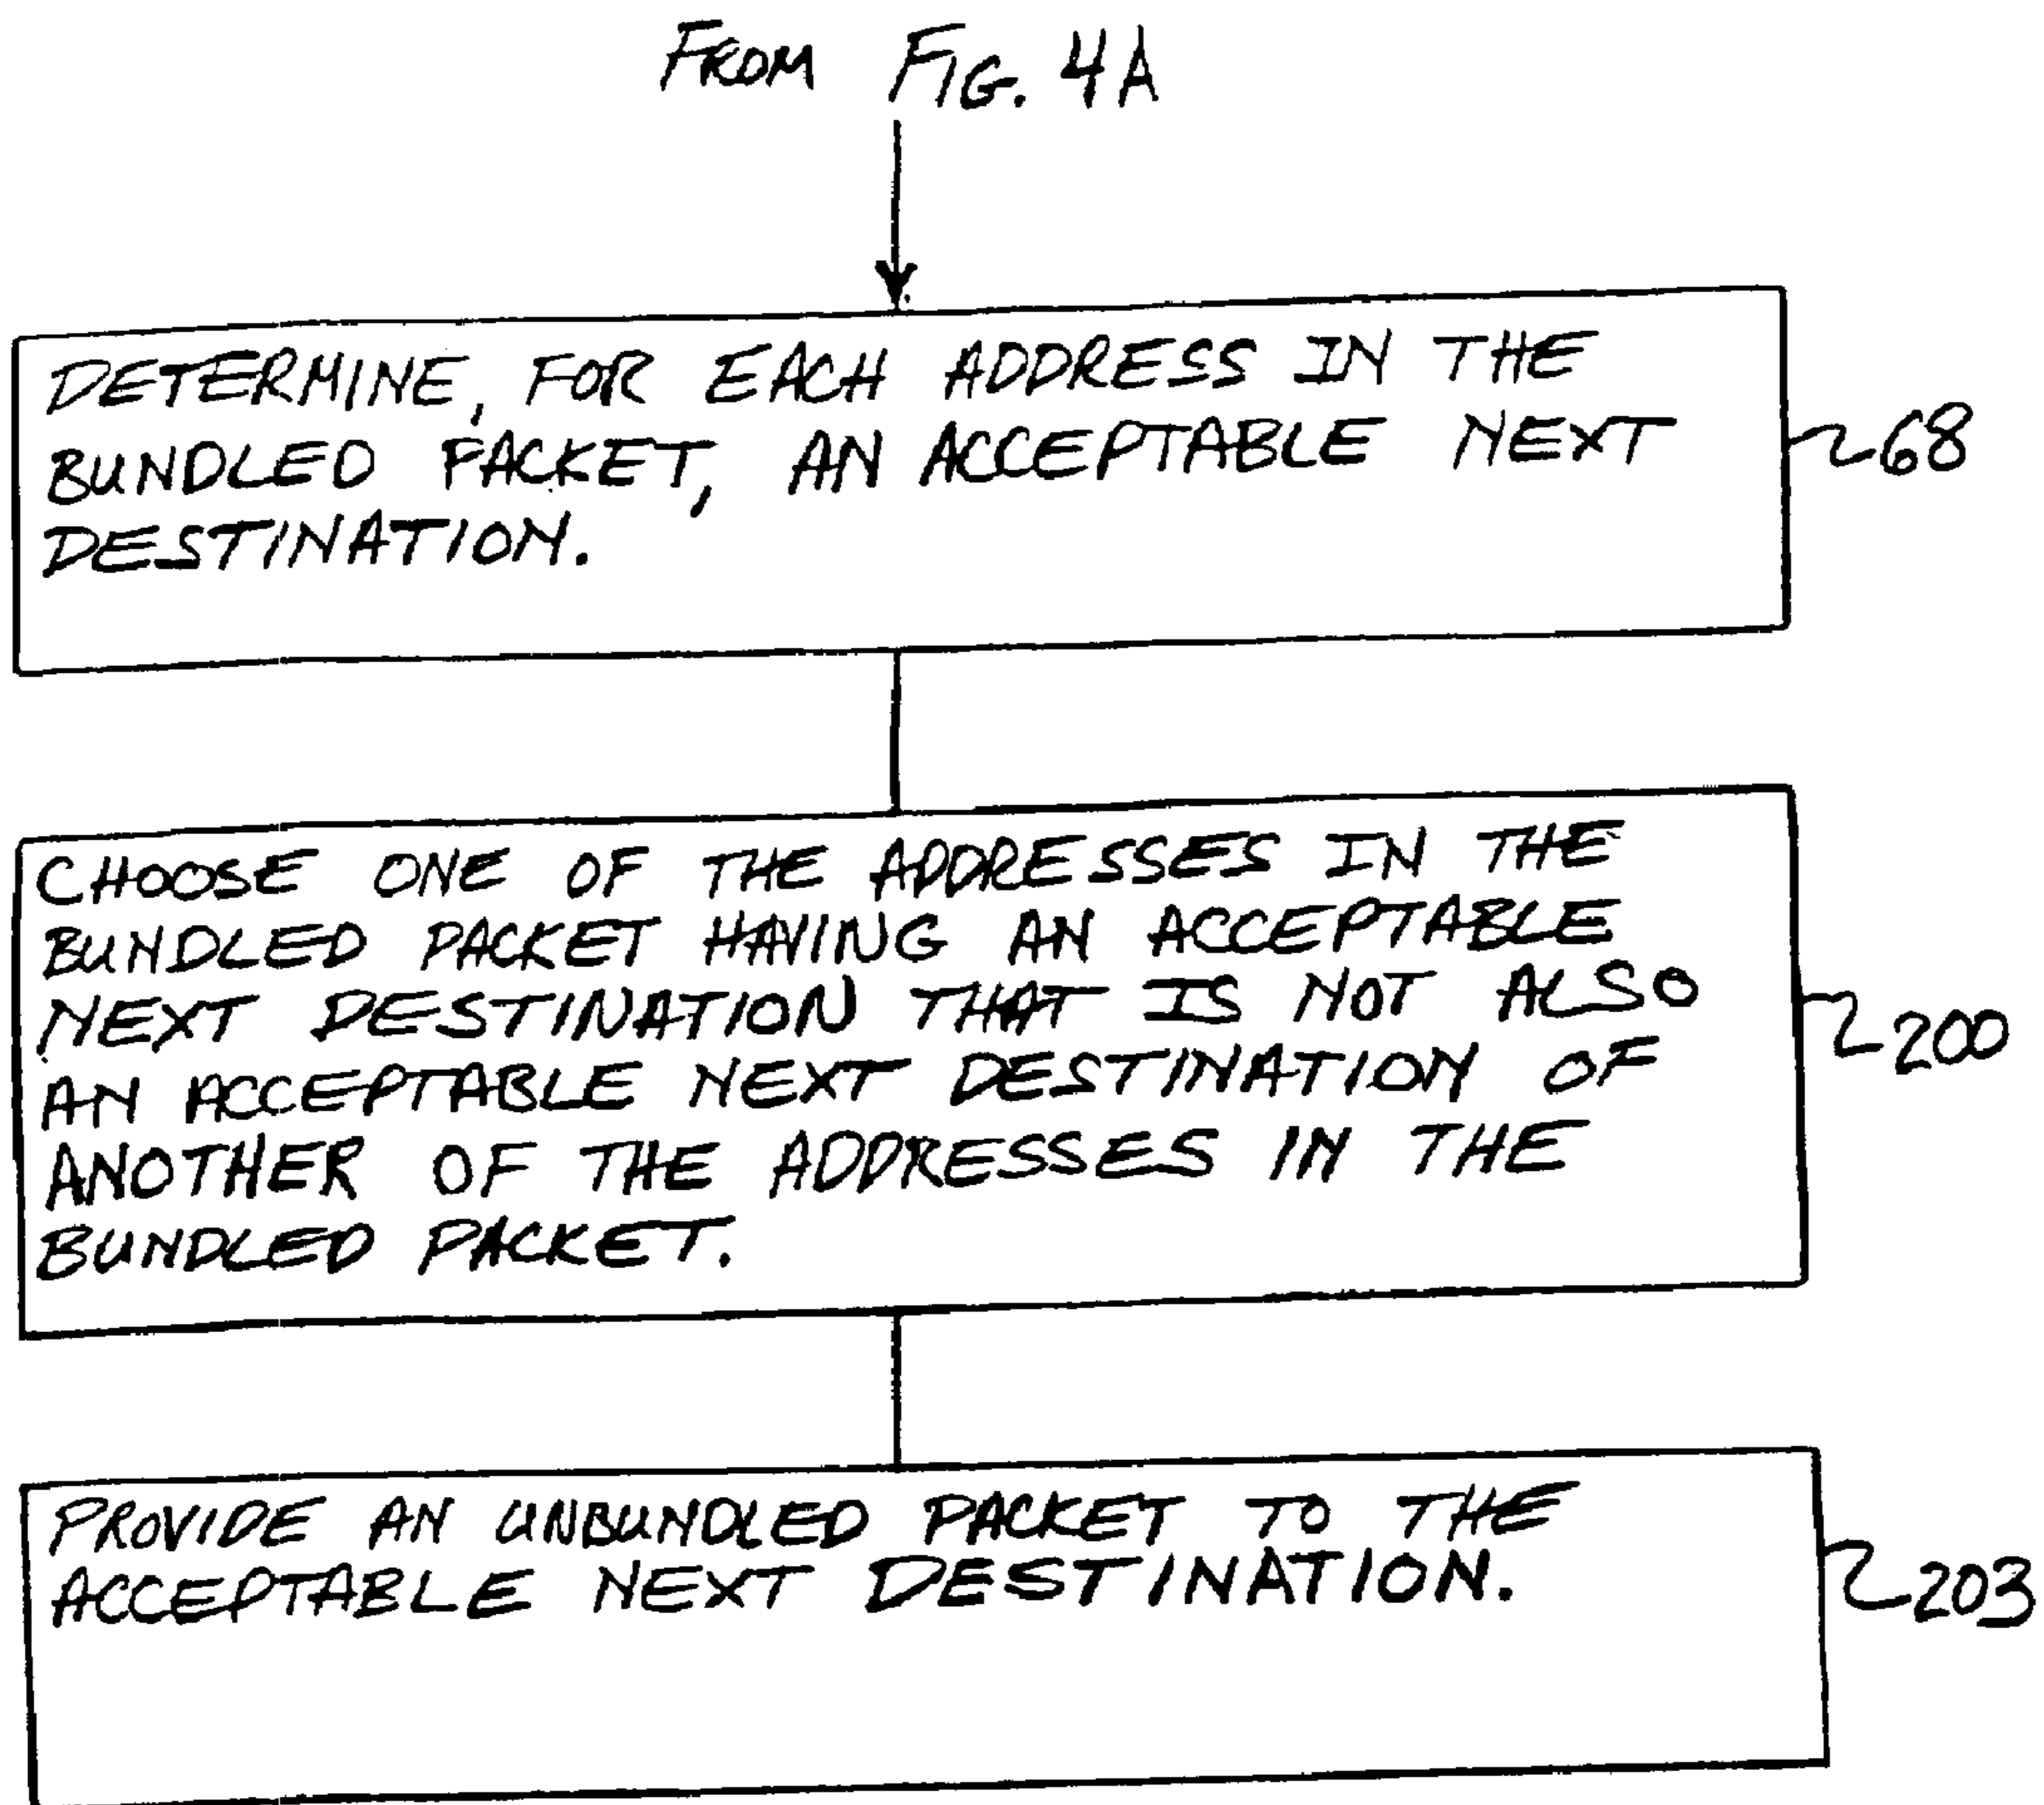 FROM FIG. 4A
DETERMINE, FOR EACH ADDRESS IN THE
BUNDLED PACKET, AN ACCEPTABLE NEXT
DESTINATION.
68
CHOOSE ONE OF THE ADDRESSES IN THE
BUNDLED PACKET HAVING AN ACCEPTABLE
NEXT DESTINATION THAT IS NOT ALSO
AN ACCEPTABLE NEXT DESTINATION OF
ANOTHER OF THE ADDRESSES IN THE
BUNDLED PACKET.
200
PROVIDE AN UNBUNDLED PACKET TO THE
ACCEPTABLE NEXT DESTINATION.
203